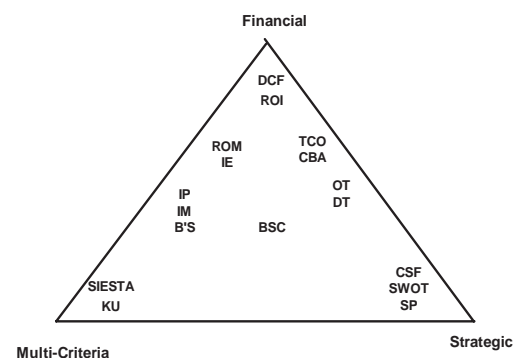 Financial
DCF
ROI
TCO
CBA
ROM
IE
OT
DT
IP
IM
B'S
BSC
CSF
SWOT
SP
SIESTA
KU
Strategic
Multi-Criteria